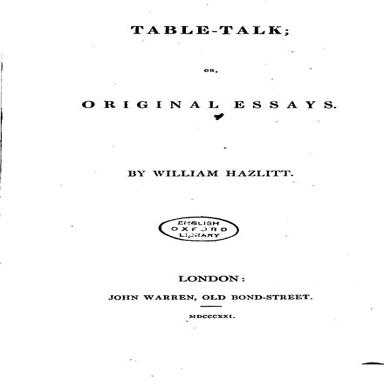 TABLE-TALK;
OR,
ORIGINAL ESSAYS.
BY WILLIAM HAZLITT.
ENGLISH
OXFORD
LIBRARY
LONDON:
JOHN WARREN, OLD BOND-STREET.
MDCCCXXI.